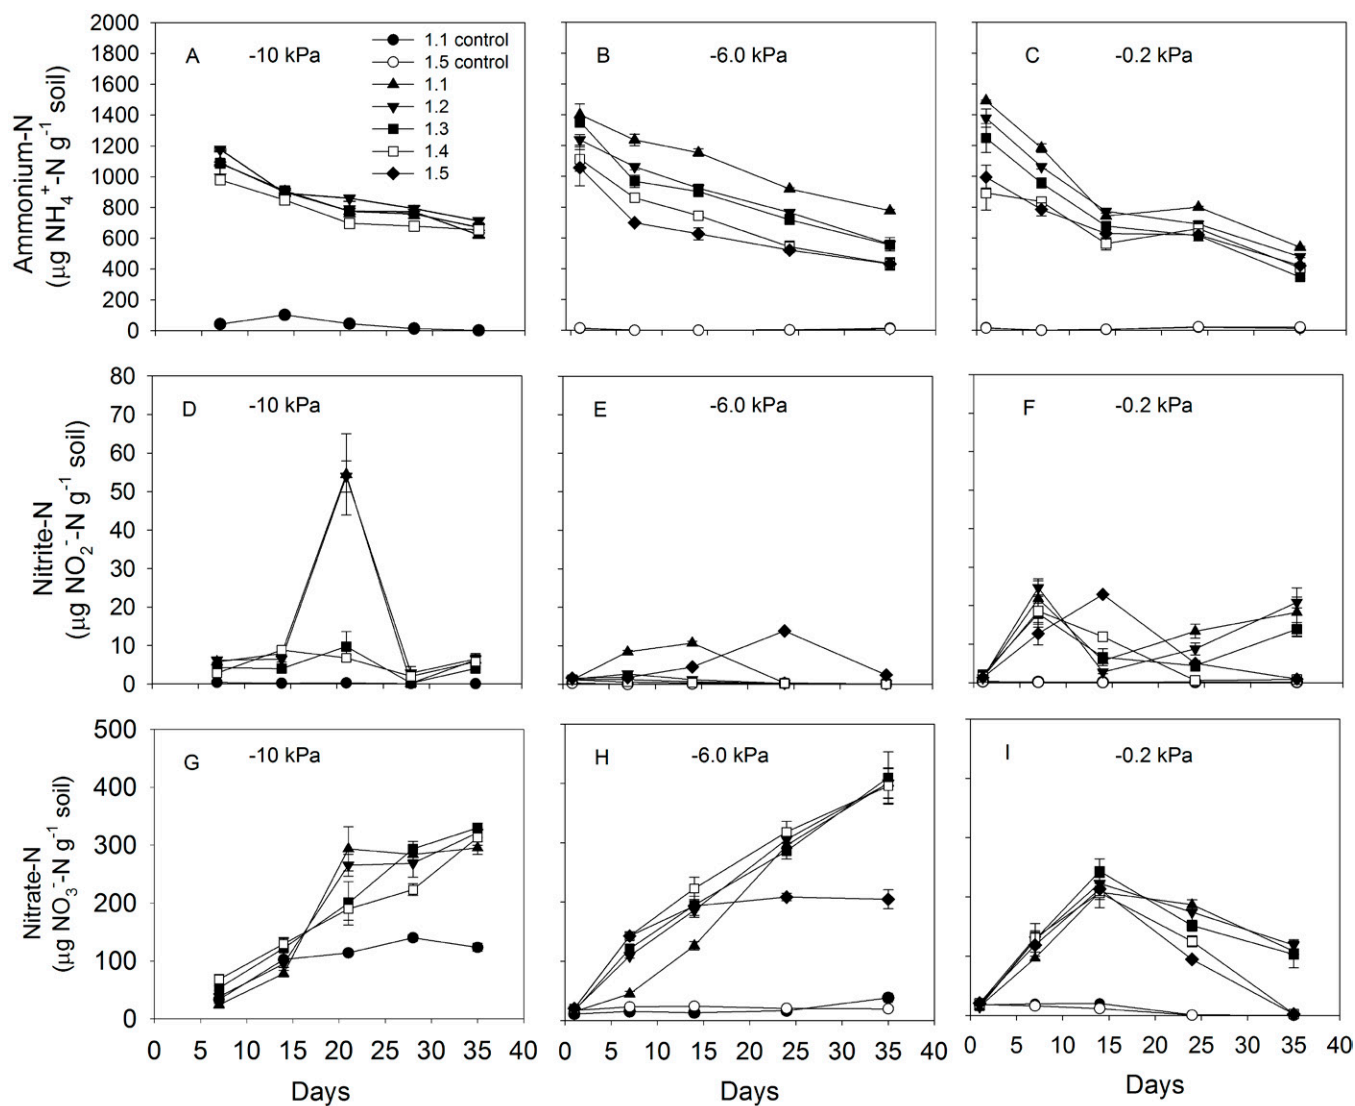 A
-10 kPa
1.1 control
1.5 control
1.1
1.2
1.3
1.4
1.5
B
-6.0 kPa
C
-0.2 kPa
Ammonium-N
(µg NH₄⁺-N g⁻¹ soil)
2000
1800
1600
1400
1200
1000
800
600
400
200
0
D
-10 kPa
E
-6.0 kPa
F
-0.2 kPa
Nitrite-N
(µg NO₂⁻-N g⁻¹ soil)
80
70
60
50
40
30
20
10
0
G
-10 kPa
H
-6.0 kPa
I
-0.2 kPa
Nitrate-N
(µg NO₃⁻-N g⁻¹ soil)
500
400
300
200
100
0
0 5 10 15 20 25 30 35 40
0 5 10 15 20 25 30 35 40
0 5 10 15 20 25 30 35 40
Days
Days
Days